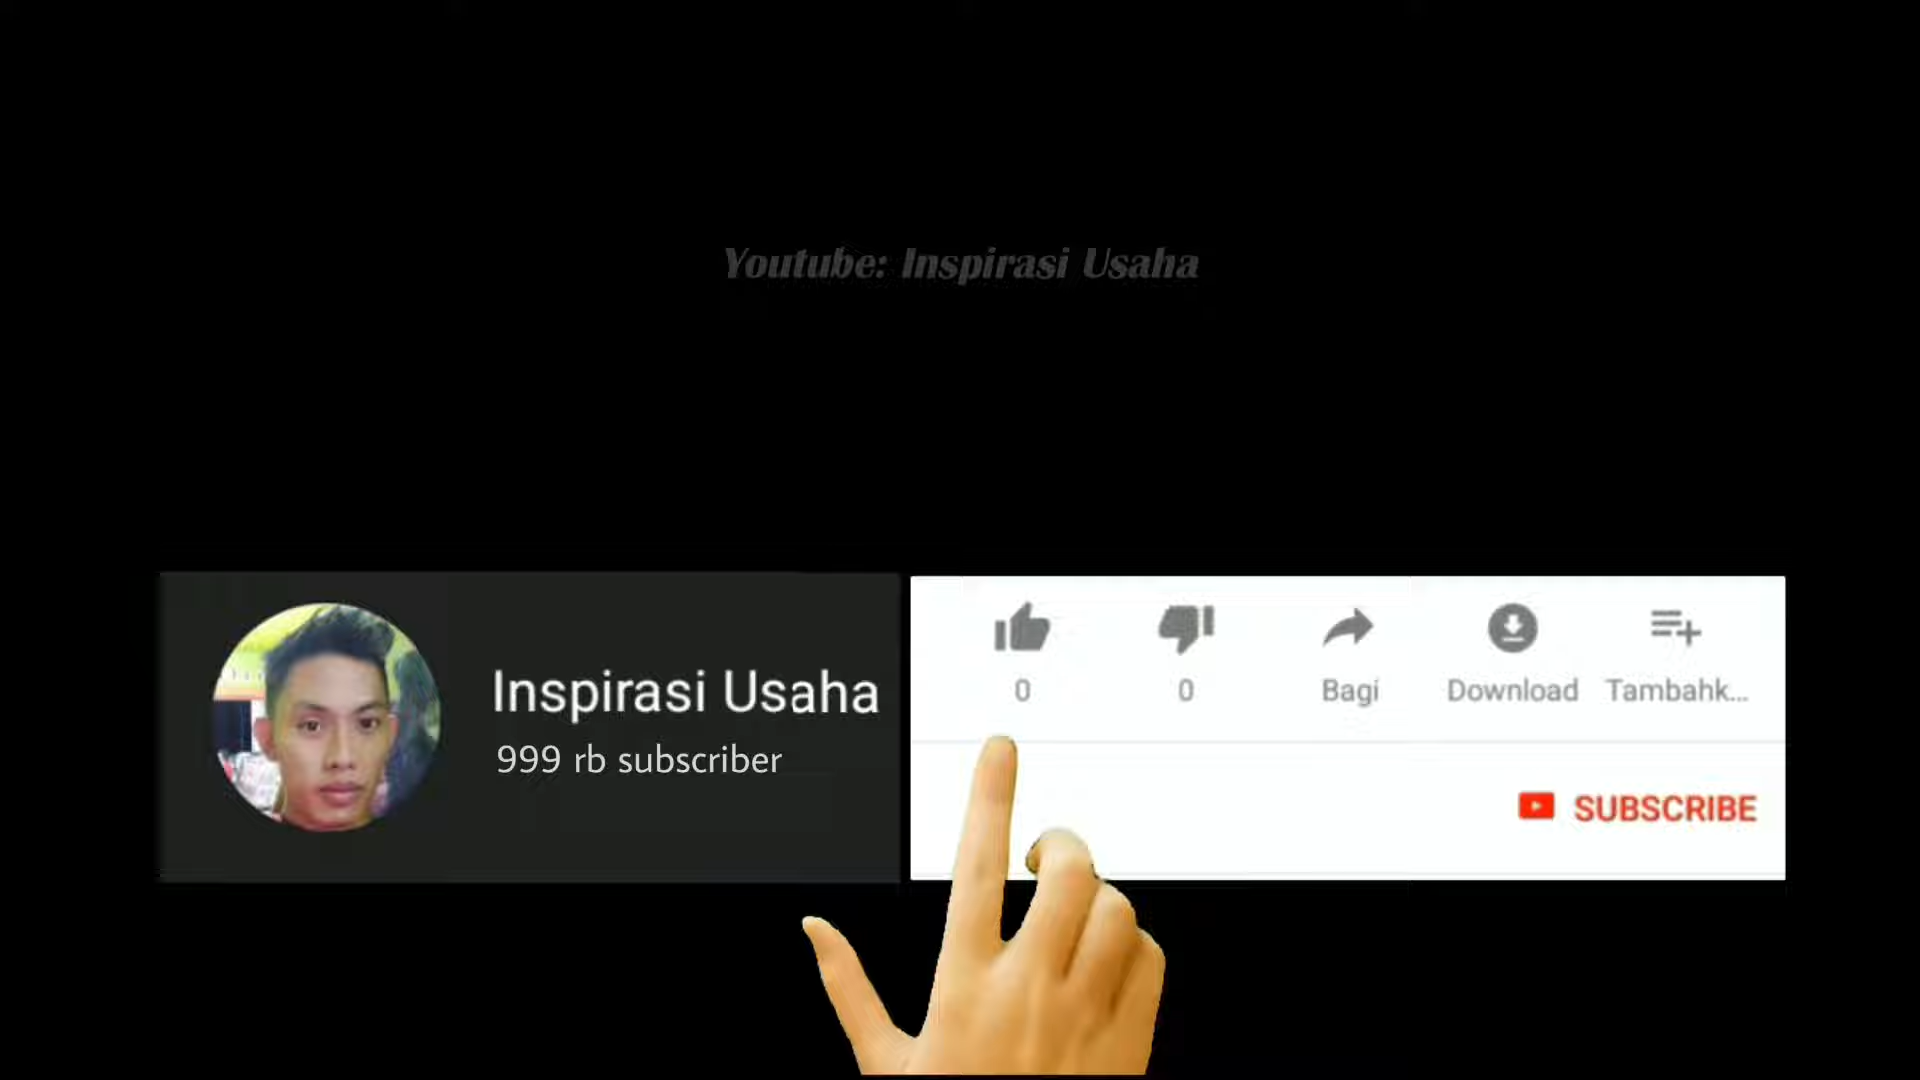 Youtube: Inspirasi Usaha
Inspirasi Usaha
999 rb subscriber
0
0
Bagi
Download
Tambahk...
SUBSCRIBE